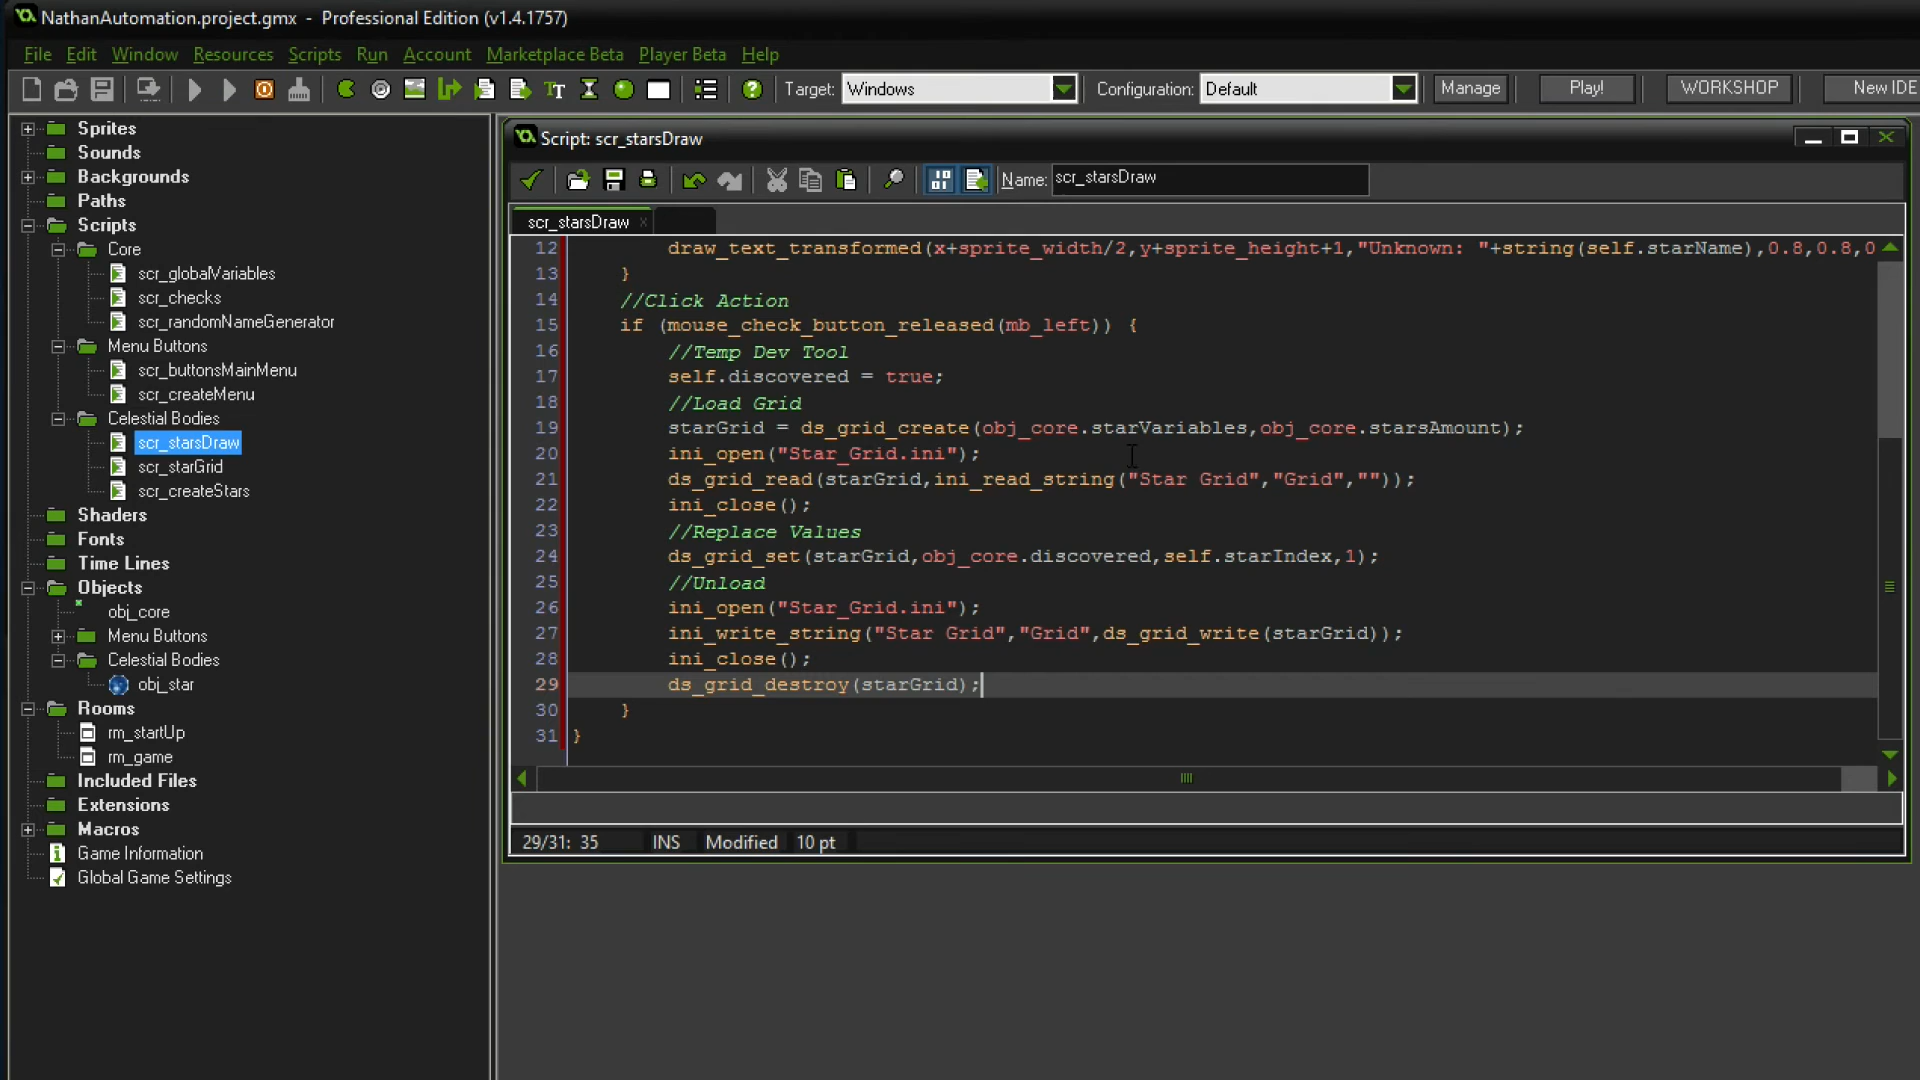 NathanAutomation.project.gmx - Professional Edition (v1.4.1757)
File Edit Window Resources Scripts Run Account Marketplace Beta Player Beta Help
Target: Windows Configuration: Default Manage Play! WORKSHOP New IDE
Sprites
Sounds
Backgrounds
Paths
Scripts
Core
scr_globalVariables
scr_checks
scr_randomNameGenerator
Menu Buttons
scr_buttonsMainMenu
scr_createMenu
Celestial Bodies
scr_starsDraw
scr_starGrid
scr_createStars
Shaders
Fonts
Time Lines
Objects
obj_core
Menu Buttons
Celestial Bodies
obj_star
Rooms
rm_startUp
rm_game
Included Files
Extensions
Macros
Game Information
Global Game Settings
Script: scr_starsDraw
Name: scr_starsDraw
scr_starsDraw
12 draw_text_transformed(x+sprite_width/2,y+sprite_height+1,"Unknown: "+string(self.starName),0.8,0.8,0
13 }
14 //Click Action
15 if (mouse_check_button_released(mb_left)) {
16 //Temp Dev Tool
17 self.discovered = true;
18 //Load Grid
19 starGrid = ds_grid_create(obj_core.starVariables,obj_core.starsAmount);
20 ini_open("Star_Grid.ini");
21 ds_grid_read(starGrid,ini_read_string("Star Grid","Grid",""));
22 ini_close();
23 //Replace Values
24 ds_grid_set(starGrid,obj_core.discovered,self.starIndex,1);
25 //Unload
26 ini_open("Star_Grid.ini");
27 ini_write_string("Star Grid","Grid",ds_grid_write(starGrid));
28 ini_close();
29 ds_grid_destroy(starGrid);
30 }
31 }
29/31: 35 INS Modified 10 pt